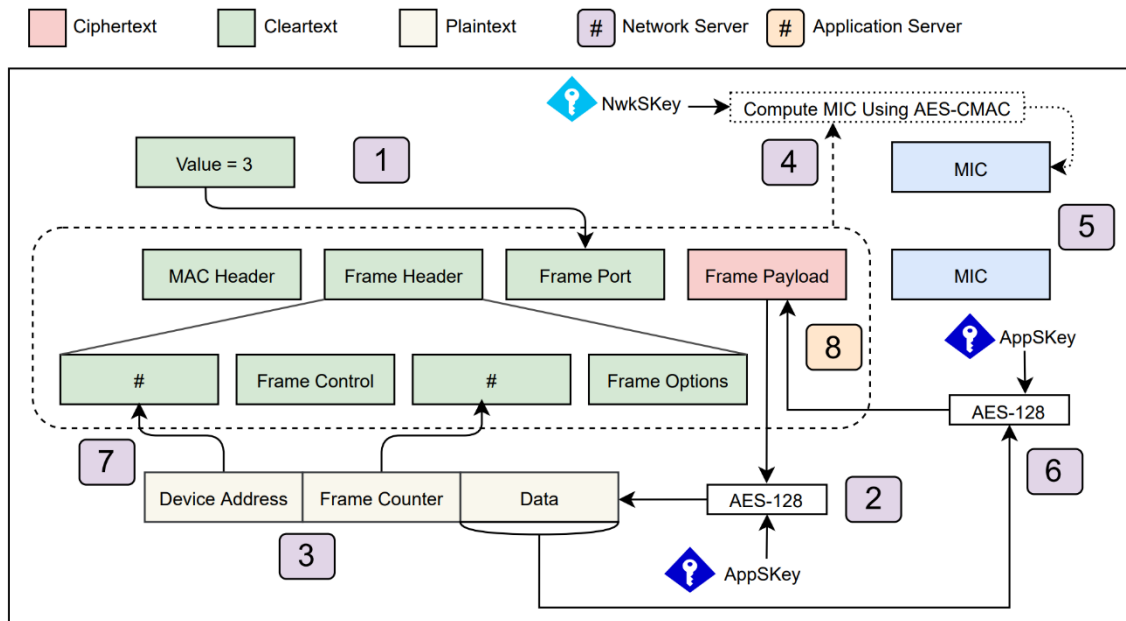 Ciphertext
Cleartext
Plaintext
# Network Server
# Application Server
NwkSKey
Compute MIC Using AES-CMAC
1
4
Value = 3
MIC
5
MAC Header
Frame Header
Frame Port
Frame Payload
MIC
8
AppSKey
#
Frame Control
#
Frame Options
AES-128
7
6
Device Address
Frame Counter
Data
AES-128
2
3
AppSKey